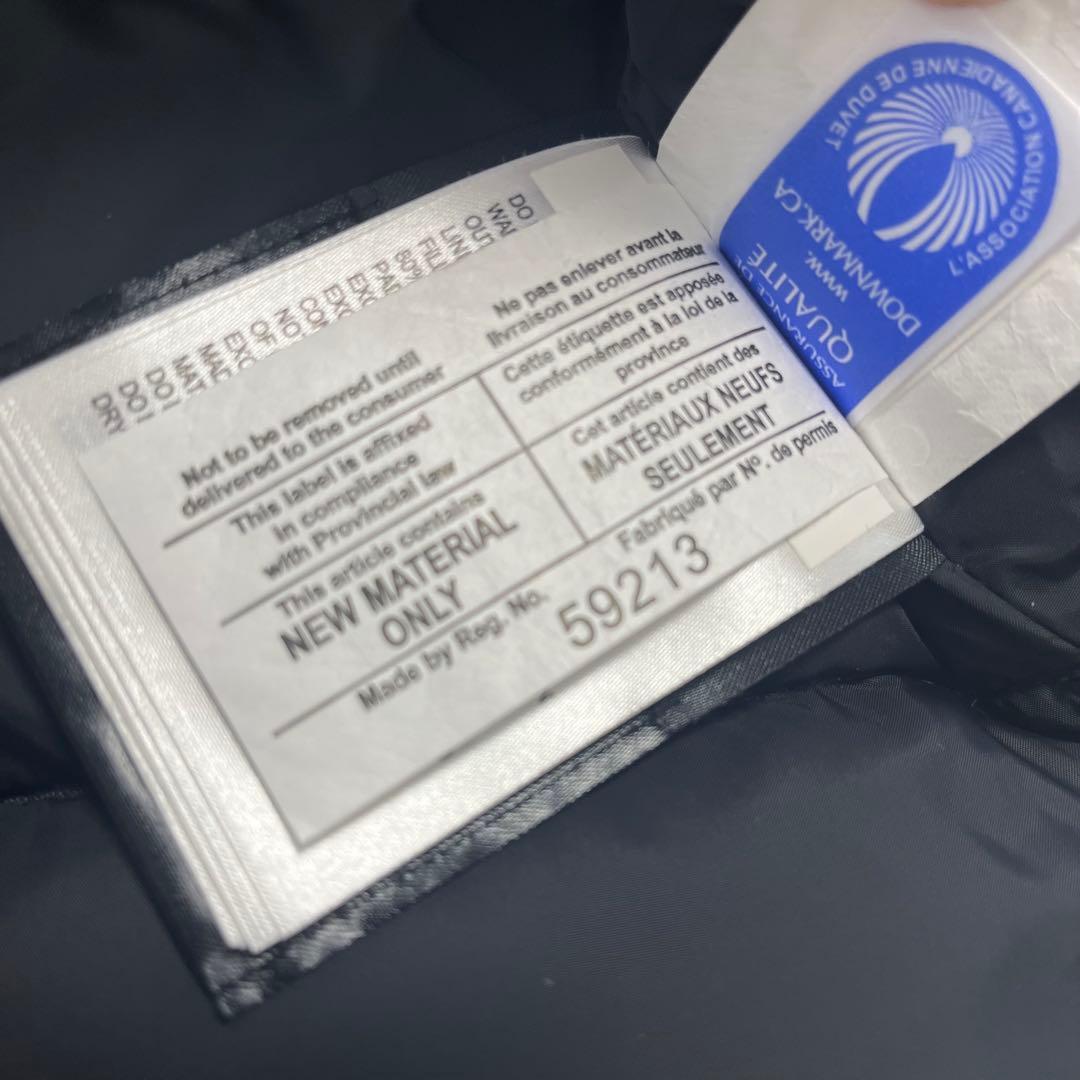 Not to be removed until
delivered to the consumer
This label is affixed
in compliance
with Provincial law
This article contains
NEW MATERIAL
ONLY
Made by Reg. No.
Ne pas enlever avant la
livraison au consommateur
Cette étiquette est apposée
conformément à la loi de la
province
Cet article contient des
MATÉRIAUX NEUFS
SEULEMENT
Fabriqué par Nº. de permis
59213
L'ASSOCIATION CANADIENNE DE DUVET
ASSURANCE DE
QUALITÉ
www.
DOWNMARK.CA
DO
OUT
DRY